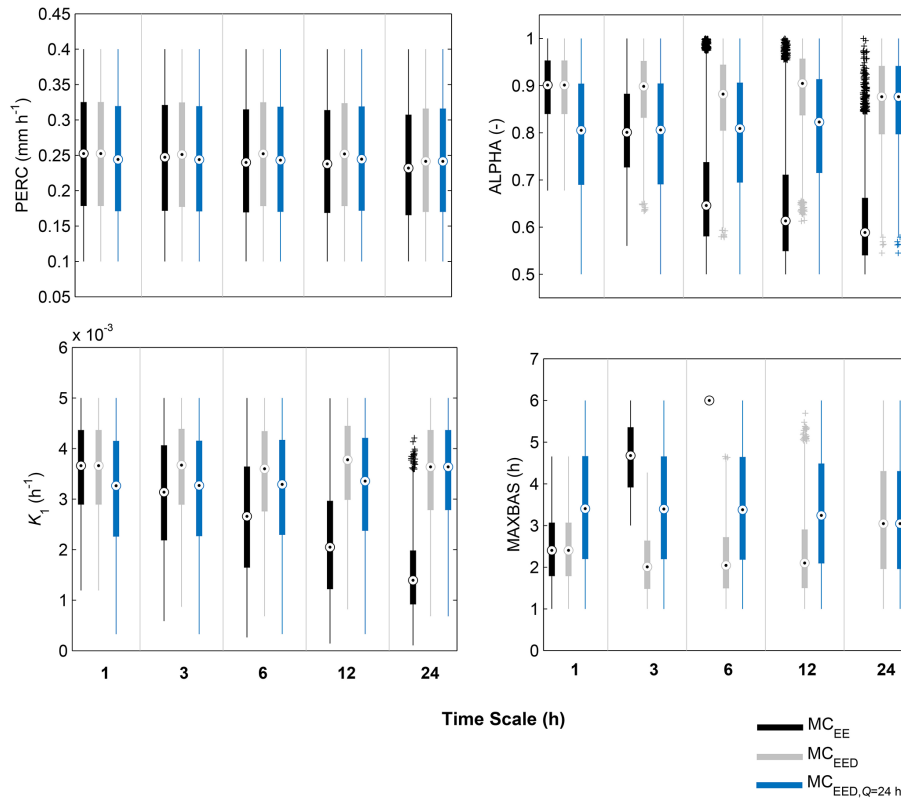 0.45
0.4
0.35
0.3
0.25
0.2
0.15
0.1
0.05
PERC (mm h⁻¹)
1
0.9
0.8
0.7
0.6
0.5
ALPHA (-)
x 10⁻³
6
5
4
3
2
1
0
K₁ (h⁻¹)
1 3 6 12 24
7
6
5
4
3
2
1
0
MAXBAS (h)
1 3 6 12 24
Time Scale (h)
MC_EE
MC_EED
MC_EED,Q=24 h